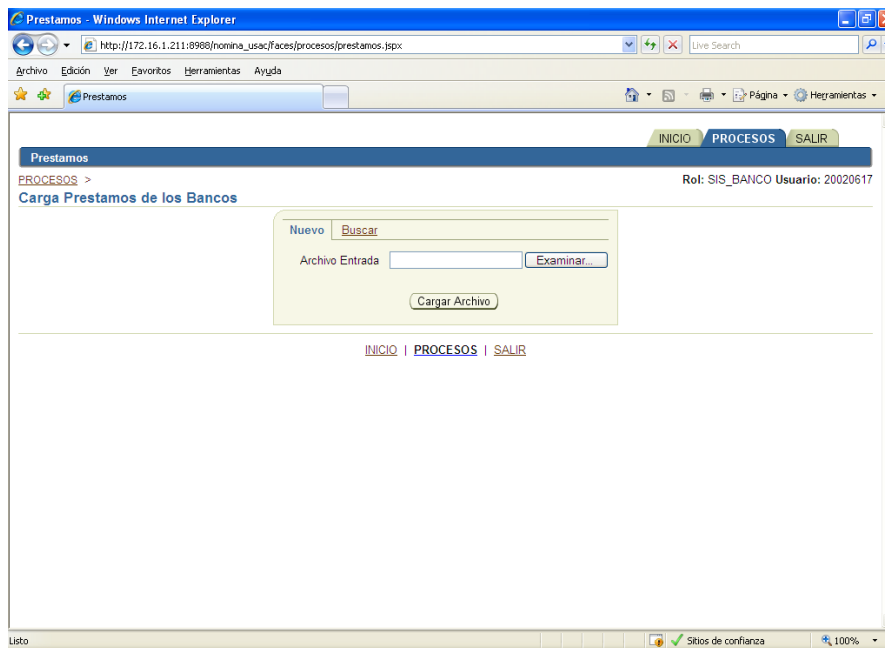 Prestamos - Windows Internet Explorer
http://172.16.1.211:8988/nomina_usac/faces/procesos/prestamos.jspx
Live Search
Archivo Edición Ver Favoritos Herramientas Ayuda
Prestamos
Página Herramientas
INICIO PROCESOS SALIR
Prestamos
PROCESOS >
Rol: SIS_BANCO Usuario: 20020617
Carga Prestamos de los Bancos
Nuevo Buscar
Archivo Entrada Examinar...
Cargar Archivo
INICIO | PROCESOS | SALIR
Listo Sitios de confianza 100%